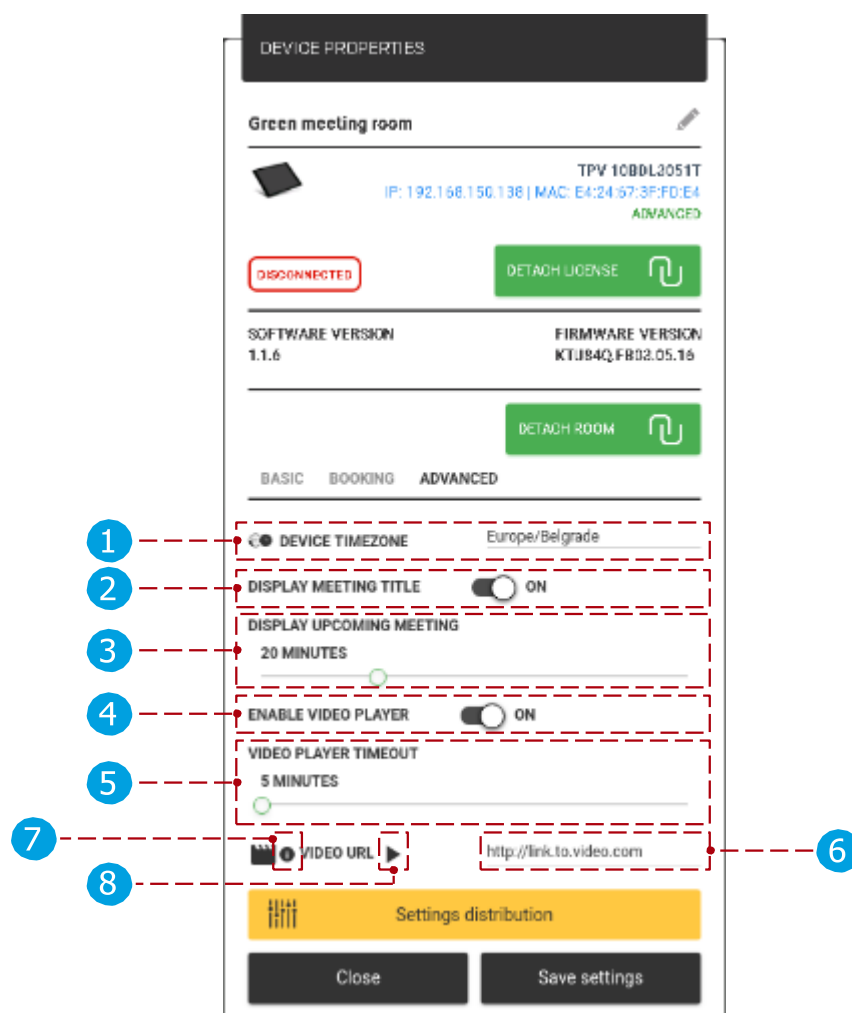 DEVICE PROPERTIES
Green meeting room
TPV 10BDL3051T
IP: 192.168.150.138 | MAC: E4:24:67:3F:FD:E4
ADVANCED
DISCONNECTED
DETACH LICENSE
SOFTWARE VERSION FIRMWARE VERSION
1.1.6 KTU84Q.FB02.05.16
DETACH ROOM
BASIC BOOKING ADVANCED
1 DEVICE TIMEZONE Europe/Belgrade
2 DISPLAY MEETING TITLE ON
DISPLAY UPCOMING MEETING
3 20 MINUTES
4 ENABLE VIDEO PLAYER ON
VIDEO PLAYER TIMEOUT
5 5 MINUTES
7 VIDEO URL http://link.to.video.com 6
8
Settings distribution
Close Save settings